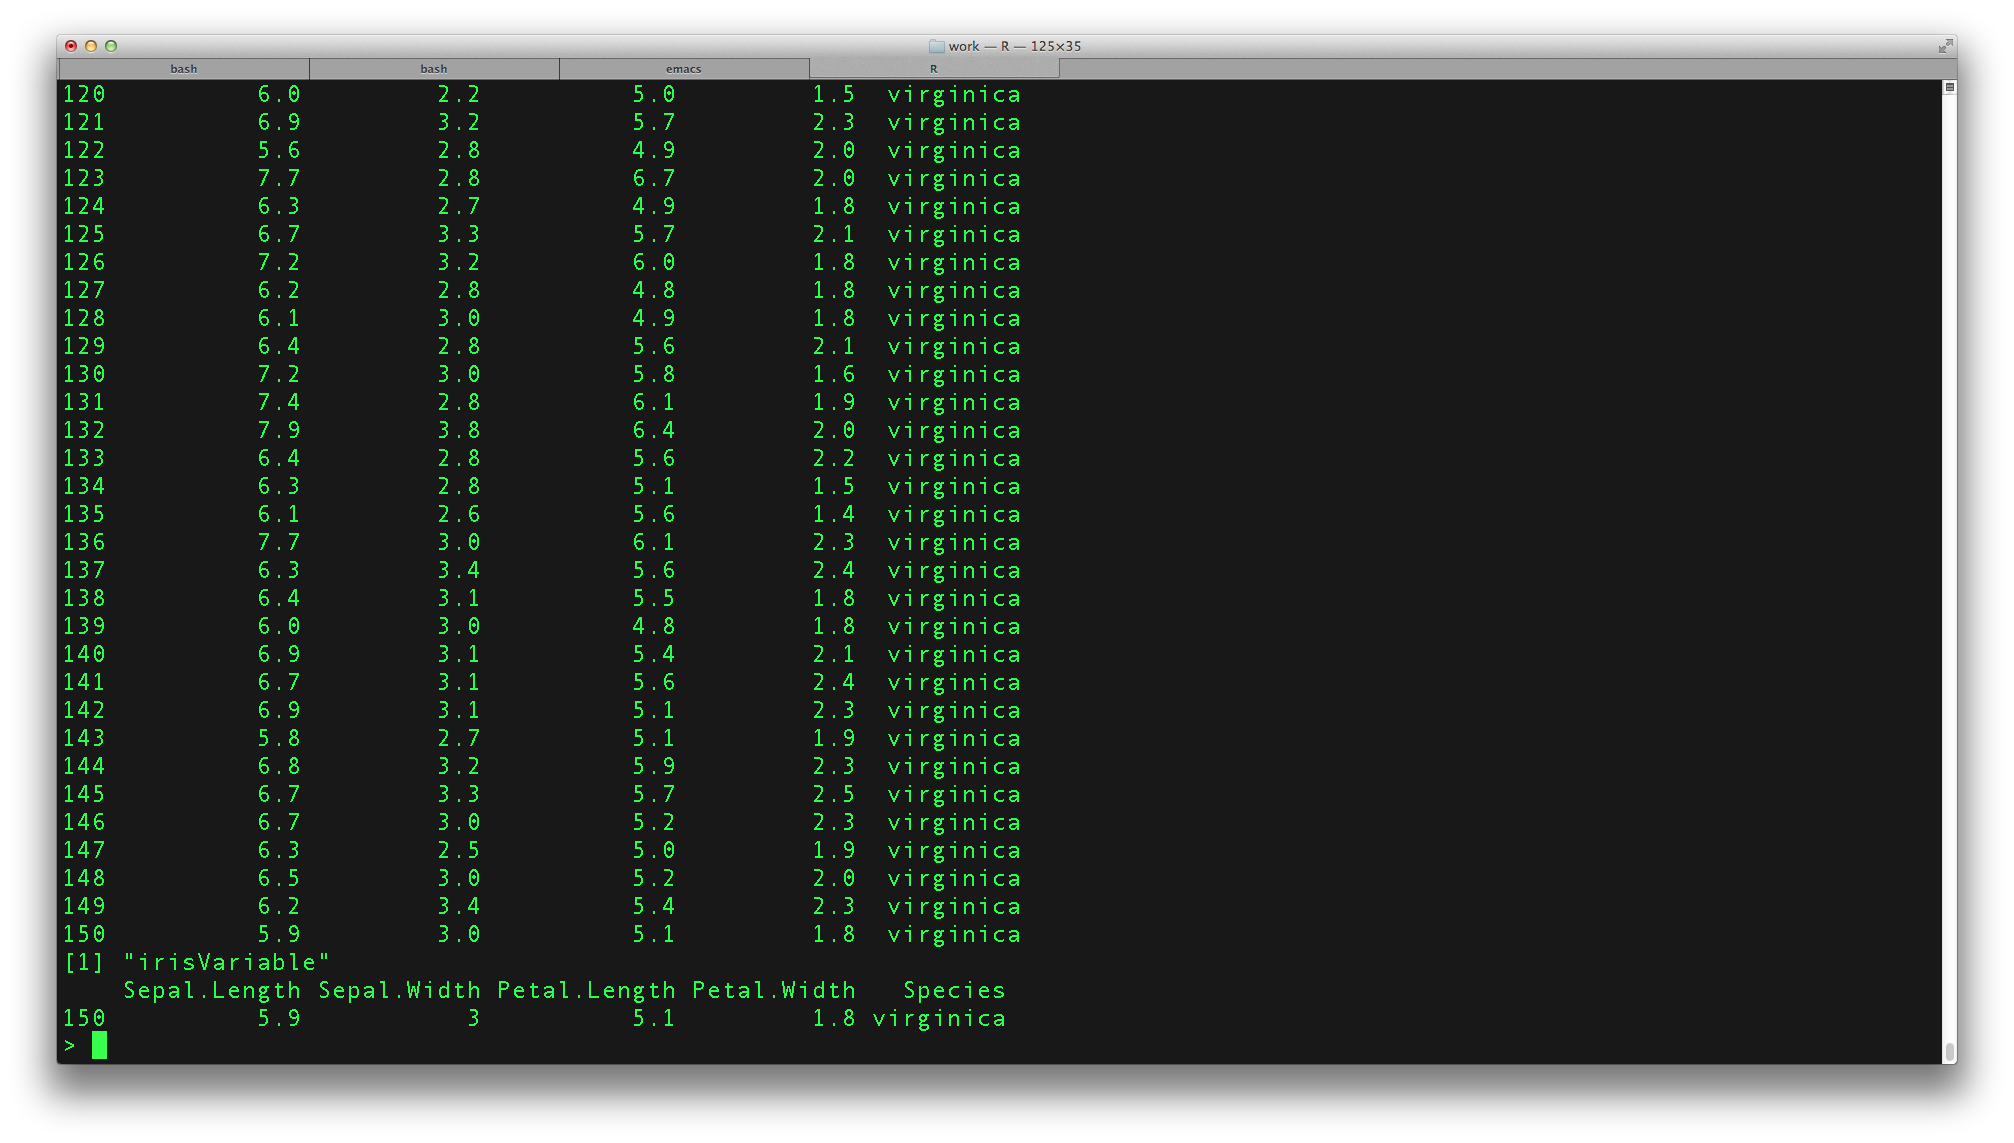 work — R — 125×35
bash bash emacs R
120 6.0 2.2 5.0 1.5 virginica
121 6.9 3.2 5.7 2.3 virginica
122 5.6 2.8 4.9 2.0 virginica
123 7.7 2.8 6.7 2.0 virginica
124 6.3 2.7 4.9 1.8 virginica
125 6.7 3.3 5.7 2.1 virginica
126 7.2 3.2 6.0 1.8 virginica
127 6.2 2.8 4.8 1.8 virginica
128 6.1 3.0 4.9 1.8 virginica
129 6.4 2.8 5.6 2.1 virginica
130 7.2 3.0 5.8 1.6 virginica
131 7.4 2.8 6.1 1.9 virginica
132 7.9 3.8 6.4 2.0 virginica
133 6.4 2.8 5.6 2.2 virginica
134 6.3 2.8 5.1 1.5 virginica
135 6.1 2.6 5.6 1.4 virginica
136 7.7 3.0 6.1 2.3 virginica
137 6.3 3.4 5.6 2.4 virginica
138 6.4 3.1 5.5 1.8 virginica
139 6.0 3.0 4.8 1.8 virginica
140 6.9 3.1 5.4 2.1 virginica
141 6.7 3.1 5.6 2.4 virginica
142 6.9 3.1 5.1 2.3 virginica
143 5.8 2.7 5.1 1.9 virginica
144 6.8 3.2 5.9 2.3 virginica
145 6.7 3.3 5.7 2.5 virginica
146 6.7 3.0 5.2 2.3 virginica
147 6.3 2.5 5.0 1.9 virginica
148 6.5 3.0 5.2 2.0 virginica
149 6.2 3.4 5.4 2.3 virginica
150 5.9 3.0 5.1 1.8 virginica
[1] "irisVariable"
Sepal.Length Sepal.Width Petal.Length Petal.Width Species
150 5.9 3 5.1 1.8 virginica
>